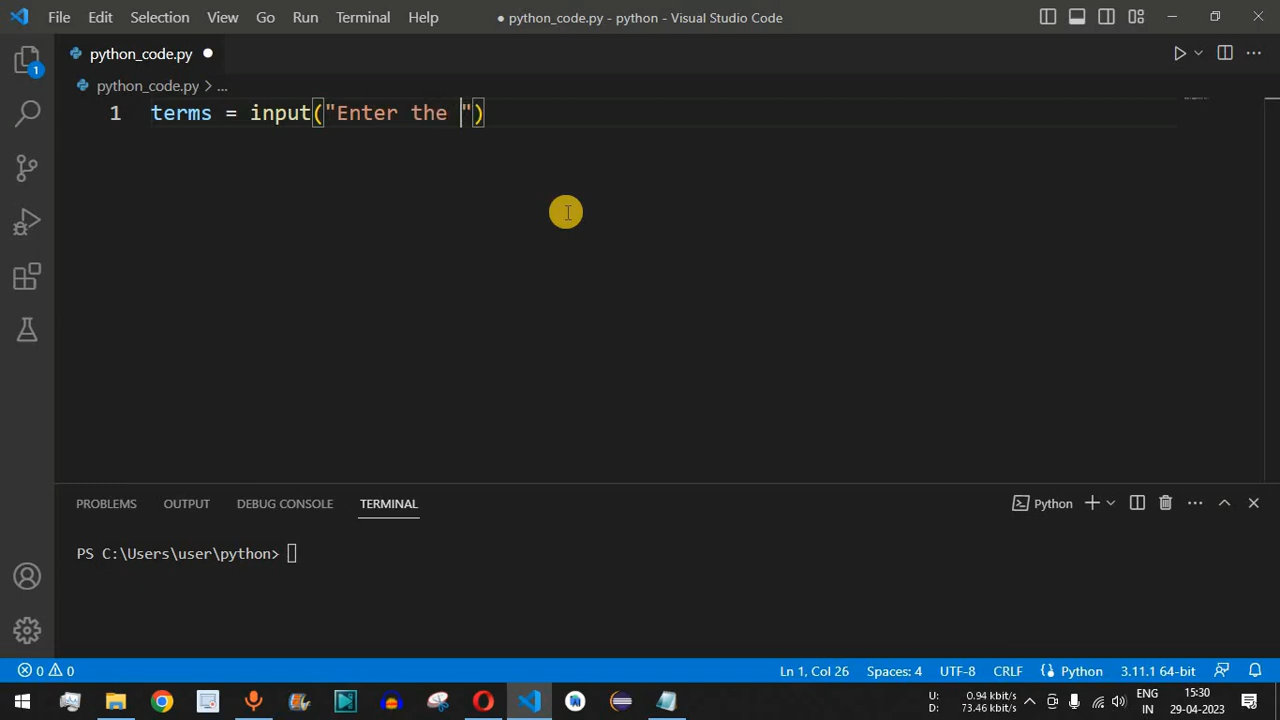 File Edit Selection View Go Run Terminal Help ● python_code.py - python - Visual Studio Code
python_code.py ●
python_code.py > ...
1 terms = input("Enter the ")
PROBLEMS OUTPUT DEBUG CONSOLE TERMINAL Python
PS C:\Users\user\python>
1
0 0 Ln 1, Col 26 Spaces: 4 UTF-8 CRLF Python 3.11.1 64-bit
U: 0.94 kbit/s ENG 15:30
D: 73.46 kbit/s IN 29-04-2023